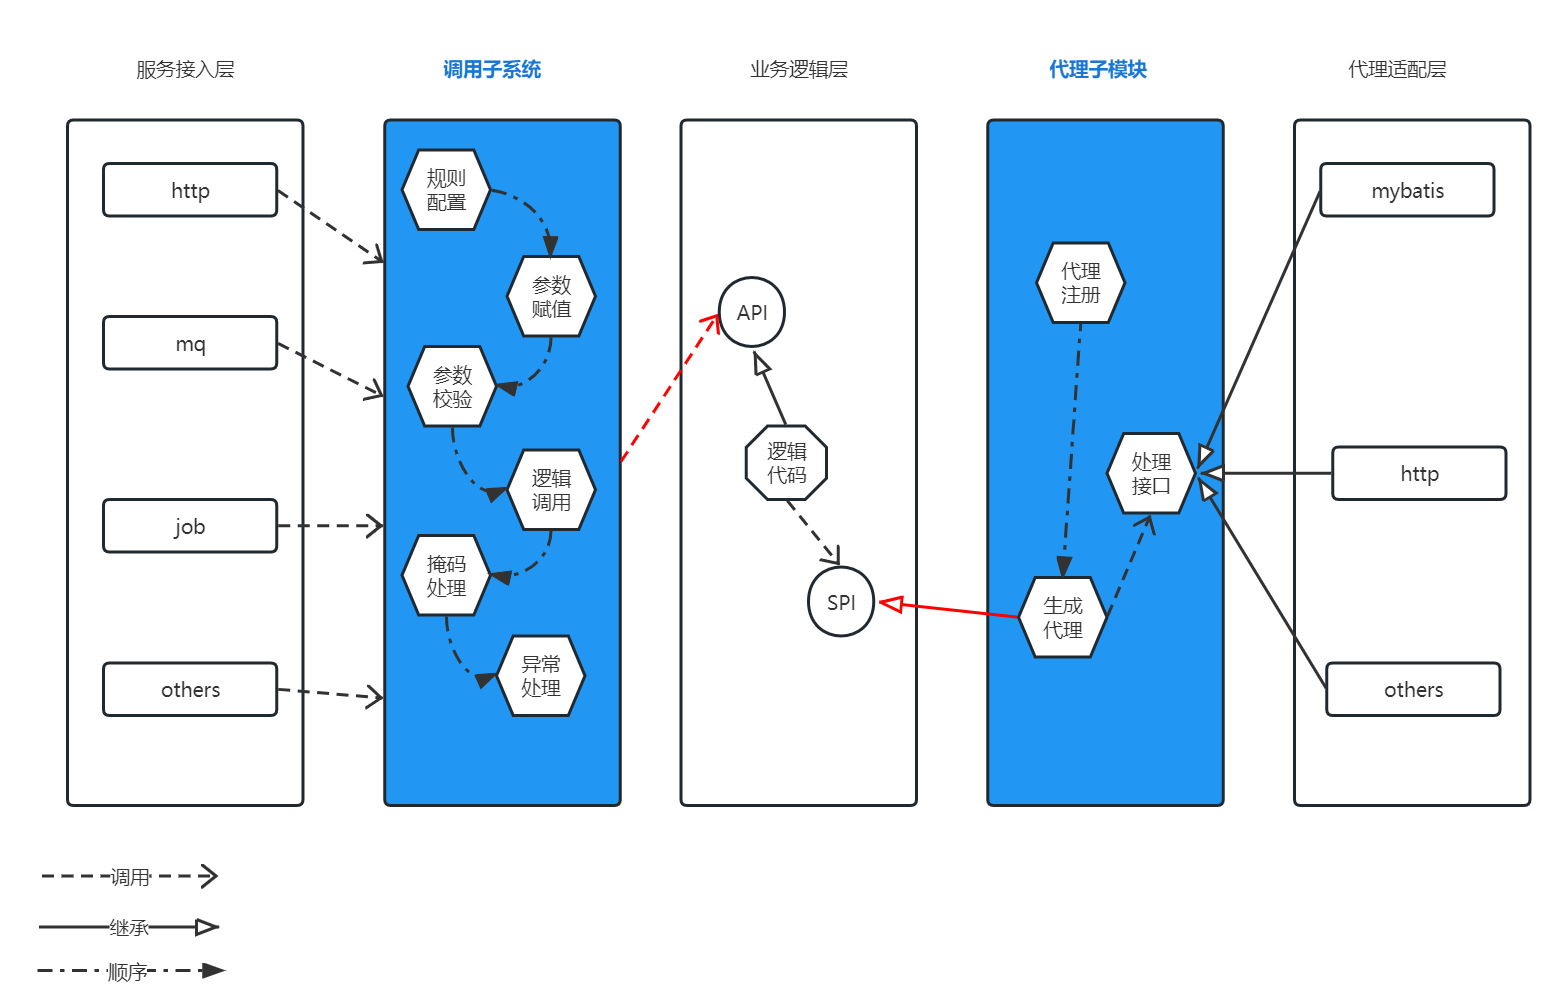 服务接入层
调用子系统
业务逻辑层
代理子模块
代理适配层
http
mq
job
others
规则
配置
参数
赋值
参数
校验
逻辑
调用
掩码
处理
异常
处理
API
逻辑
代码
SPI
代理
注册
处理
接口
生成
代理
mybatis
http
others
调用
继承
顺序